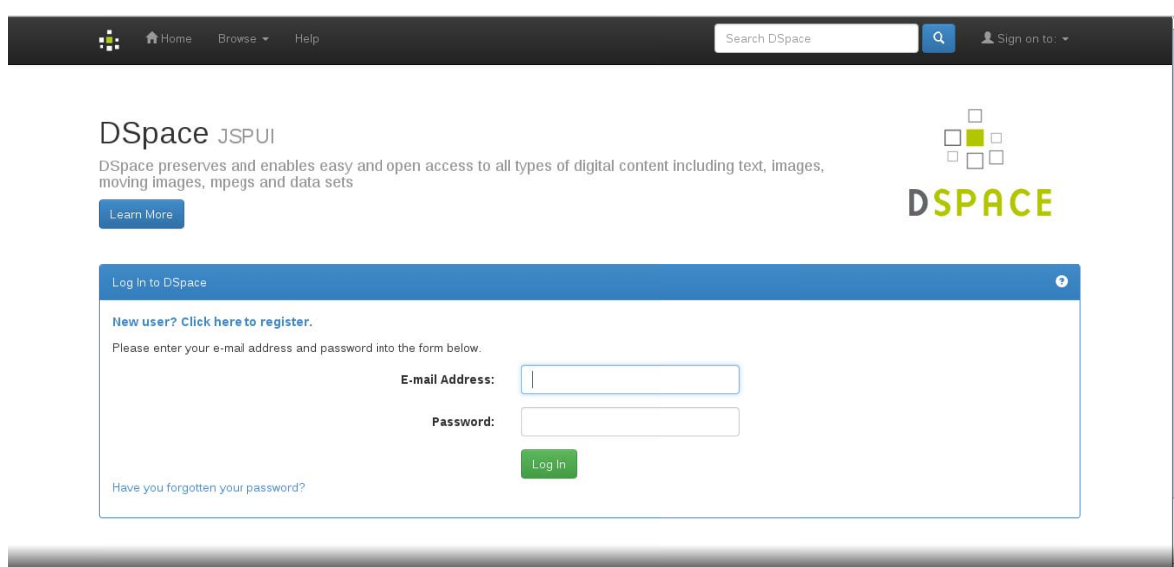 Home Browse Help Search DSpace Sign on to:
DSpace JSPUI
DSpace preserves and enables easy and open access to all types of digital content including text, images,
moving images, mpegs and data sets
Learn More
DSPACE
Log In to DSpace
New user? Click here to register.
Please enter your e-mail address and password into the form below.
E-mail Address:
Password:
Log In
Have you forgotten your password?